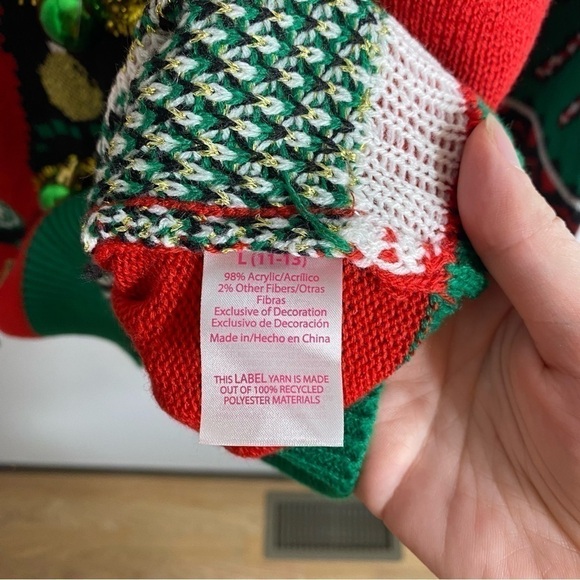 L (11-13)
98% Acrylic/Acrílico
2% Other Fibers/Otras
Fibras
Exclusive of Decoration
Exclusivo de Decoración
Made in/Hecho en China
THIS LABEL YARN IS MADE
OUT OF 100% RECYCLED
POLYESTER MATERIALS